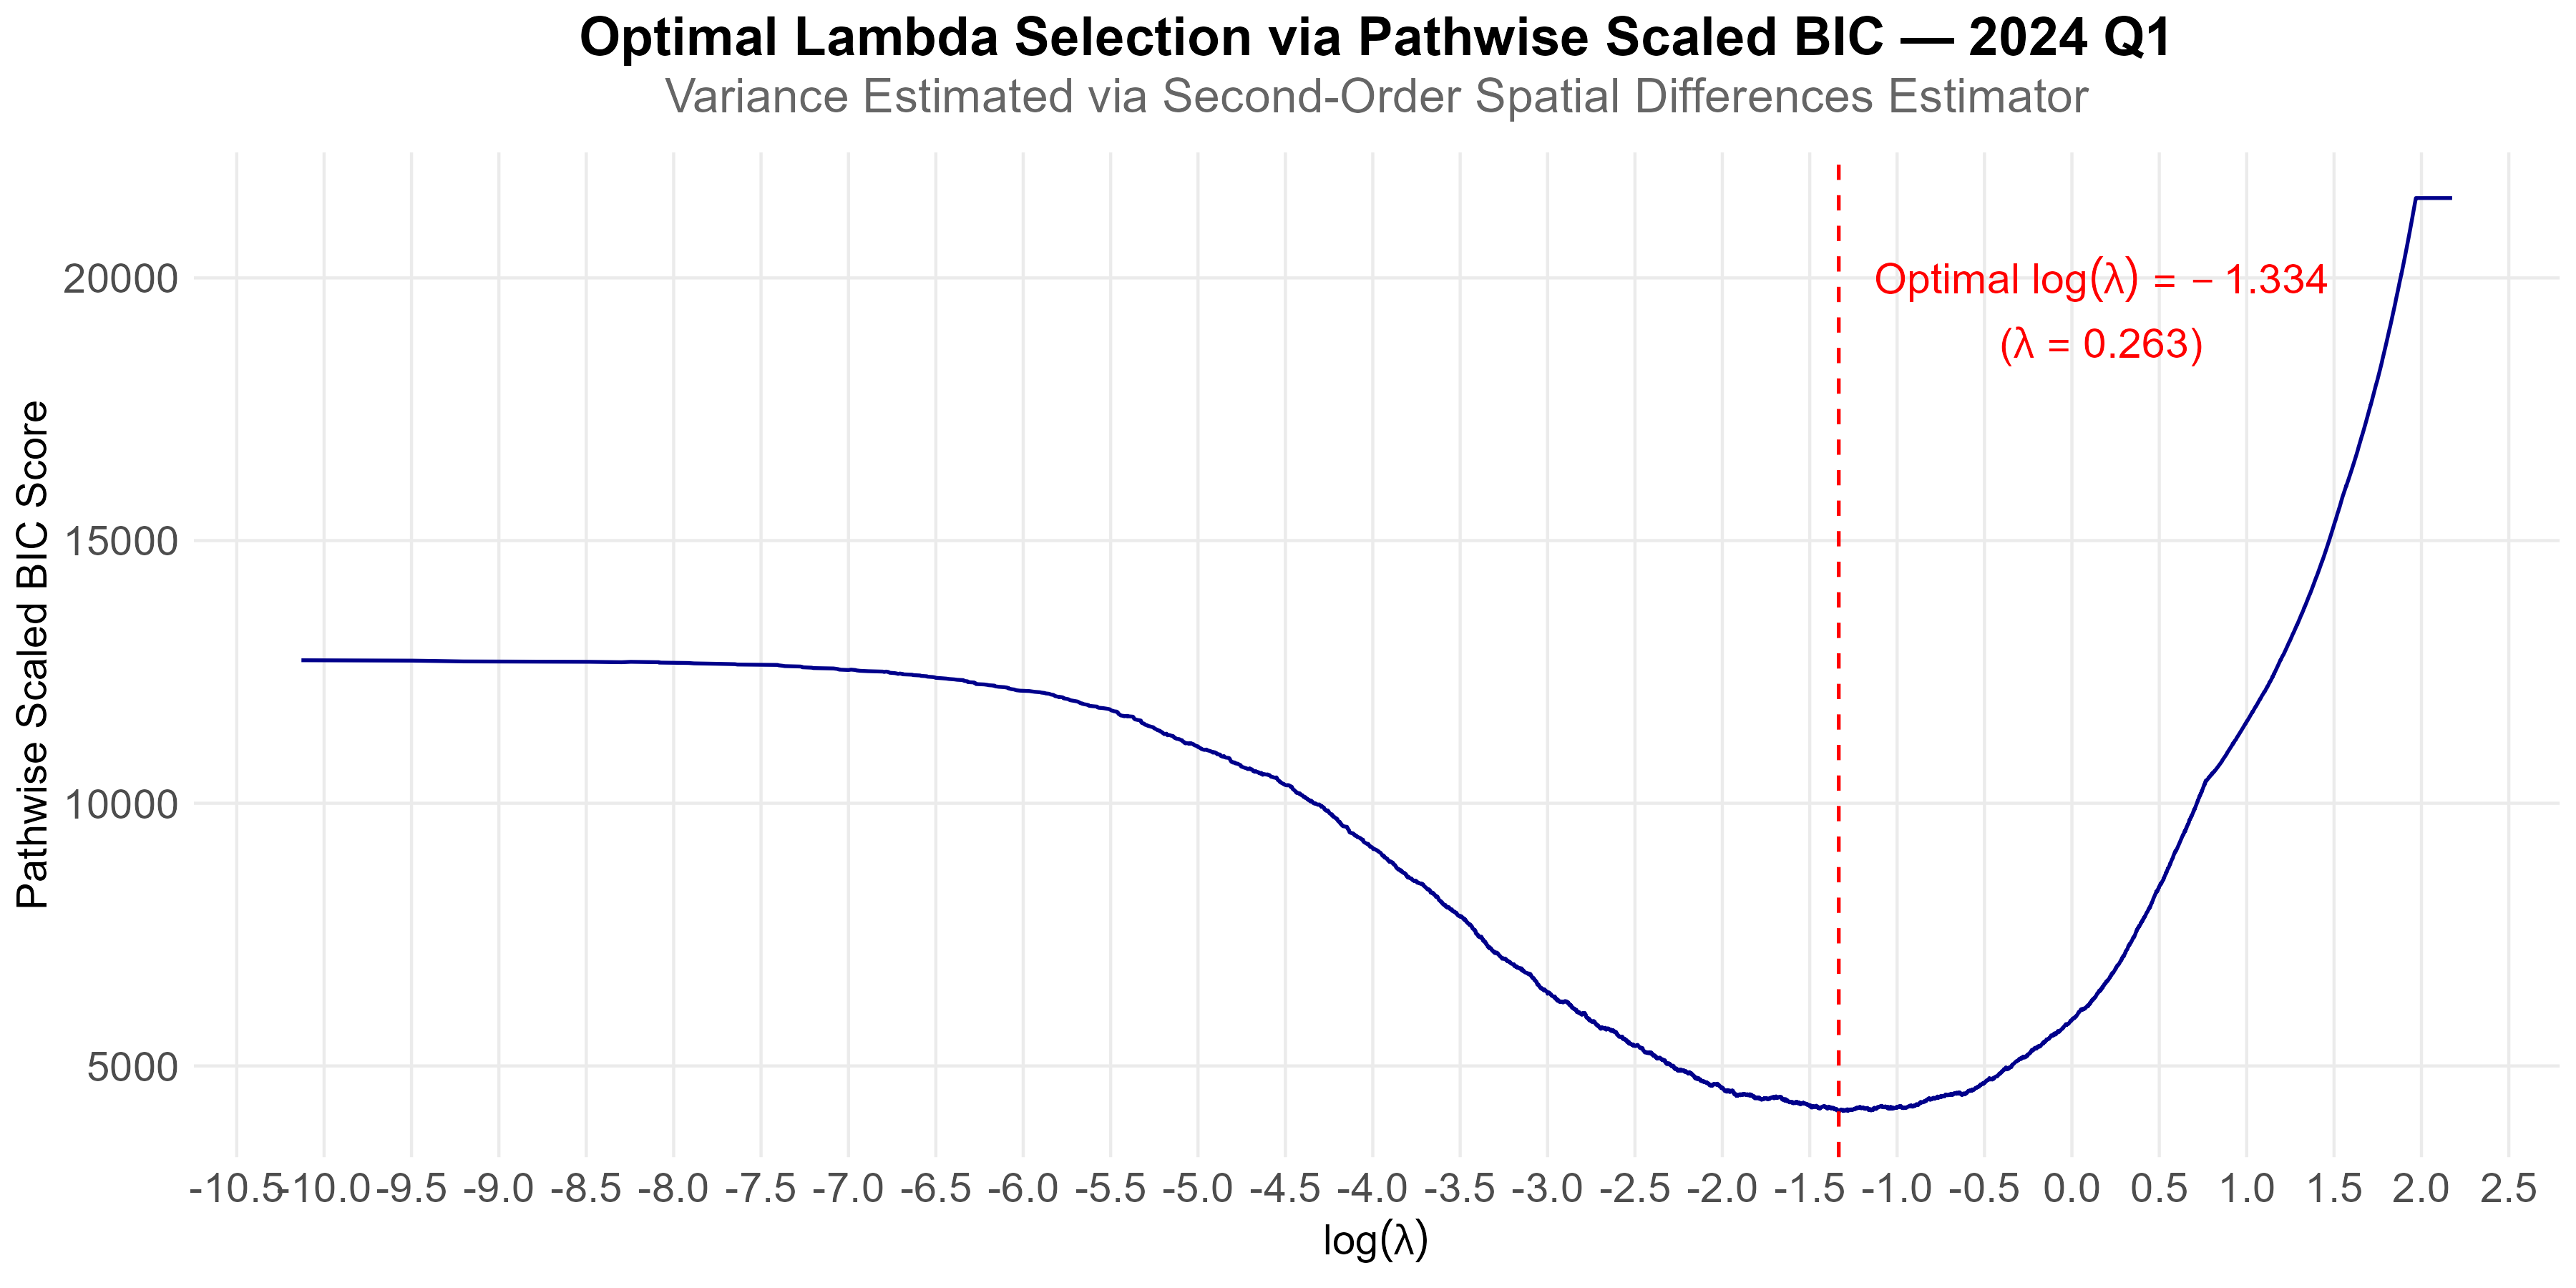 Optimal Lambda Selection via Pathwise Scaled BIC — 2024 Q1
Variance Estimated via Second-Order Spatial Differences Estimator
Pathwise Scaled BIC Score
20000
15000
10000
5000
Optimal log(λ) = − 1.334
(λ = 0.263)
-10.5 -10.0 -9.5 -9.0 -8.5 -8.0 -7.5 -7.0 -6.5 -6.0 -5.5 -5.0 -4.5 -4.0 -3.5 -3.0 -2.5 -2.0 -1.5 -1.0 -0.5 0.0 0.5 1.0 1.5 2.0 2.5
log(λ)